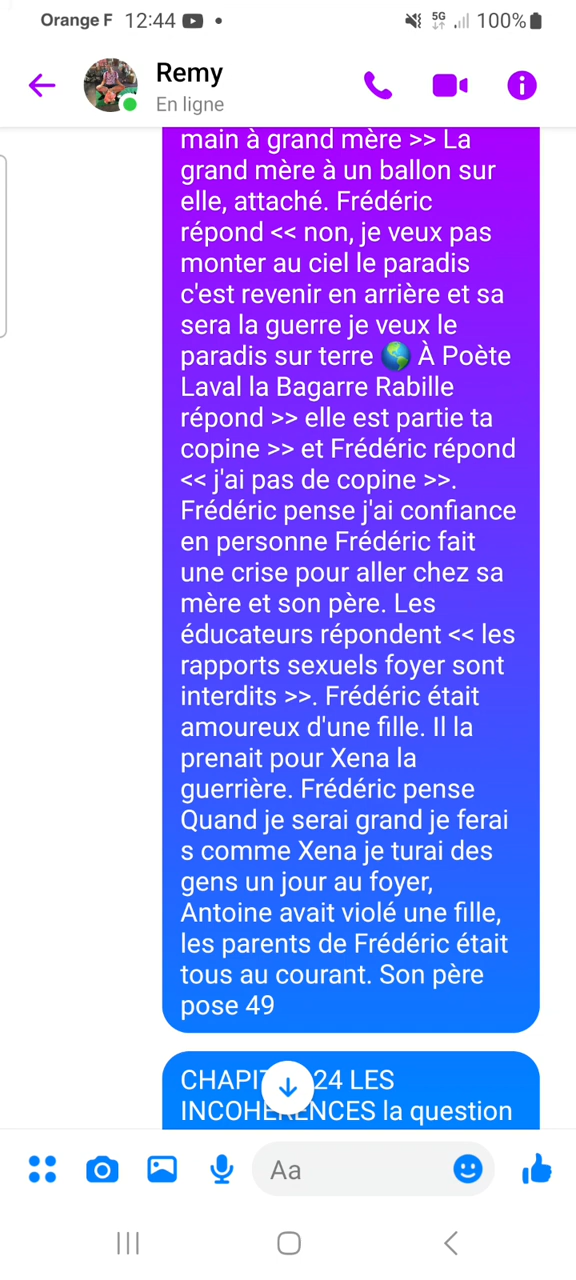 Orange F 12:44
5G 100%
Remy
En ligne
main à grand mère >> La
grand mère à un ballon sur
elle, attaché. Frédéric
répond << non, je veux pas
monter au ciel le paradis
c'est revenir en arrière et sa
sera la guerre je veux le
paradis sur terre 🌎 À Poète
Laval la Bagarre Rabille
répond >> elle est partie ta
copine >> et Frédéric répond
<< j'ai pas de copine >>.
Frédéric pense j'ai confiance
en personne Frédéric fait
une crise pour aller chez sa
mère et son père. Les
éducateurs répondent << les
rapports sexuels foyer sont
interdits >>. Frédéric était
amoureux d'une fille. Il la
prenait pour Xena la
guerrière. Frédéric pense
Quand je serai grand je ferai
s comme Xena je turai des
gens un jour au foyer,
Antoine avait violé une fille,
les parents de Frédéric était
tous au courant. Son père
pose 49
24 LES
INCOHERENCES la question
Aa